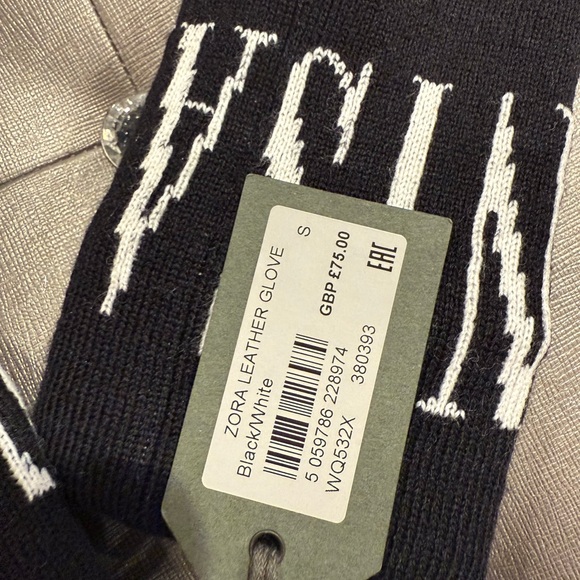 ZORA LEATHER GLOVE S
Black/White
GBP £75.00
5 059786 228974
WQ532X 380393
EAC